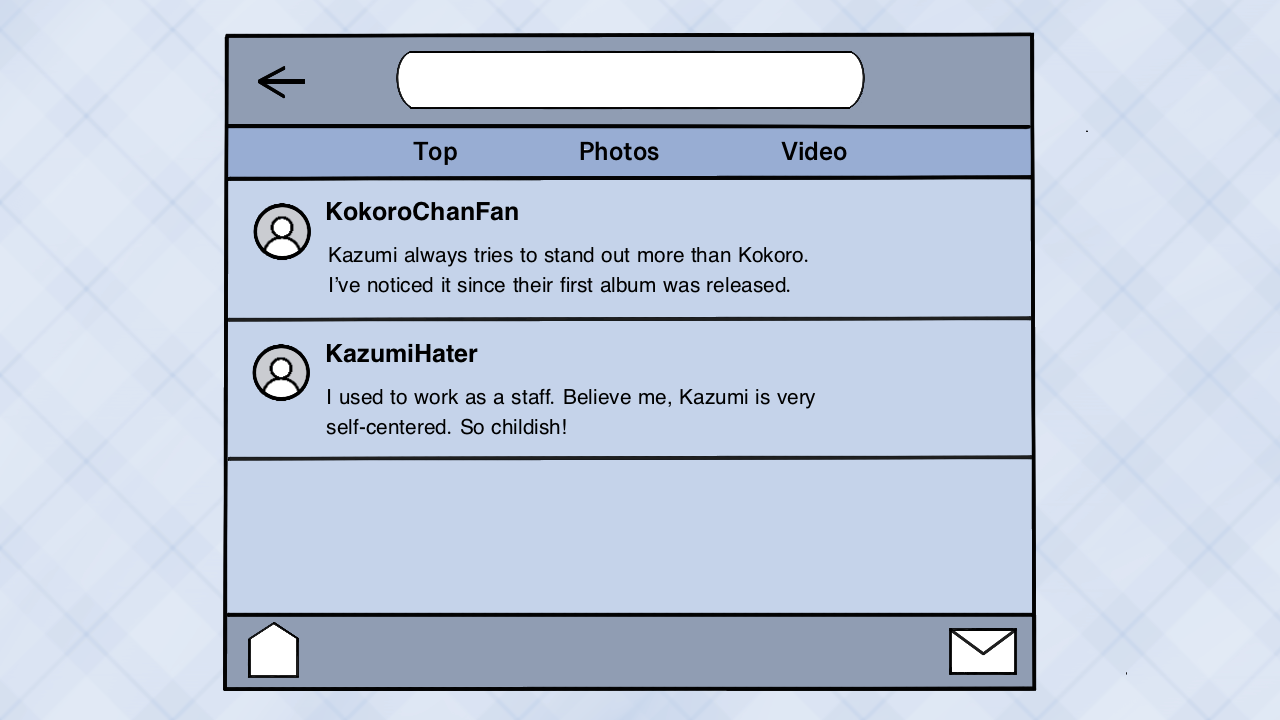 Top Photos Video
KokoroChanFan
Kazumi always tries to stand out more than Kokoro.
I've noticed it since their first album was released.
KazumiHater
I used to work as a staff. Believe me, Kazumi is very
self-centered. So childish!